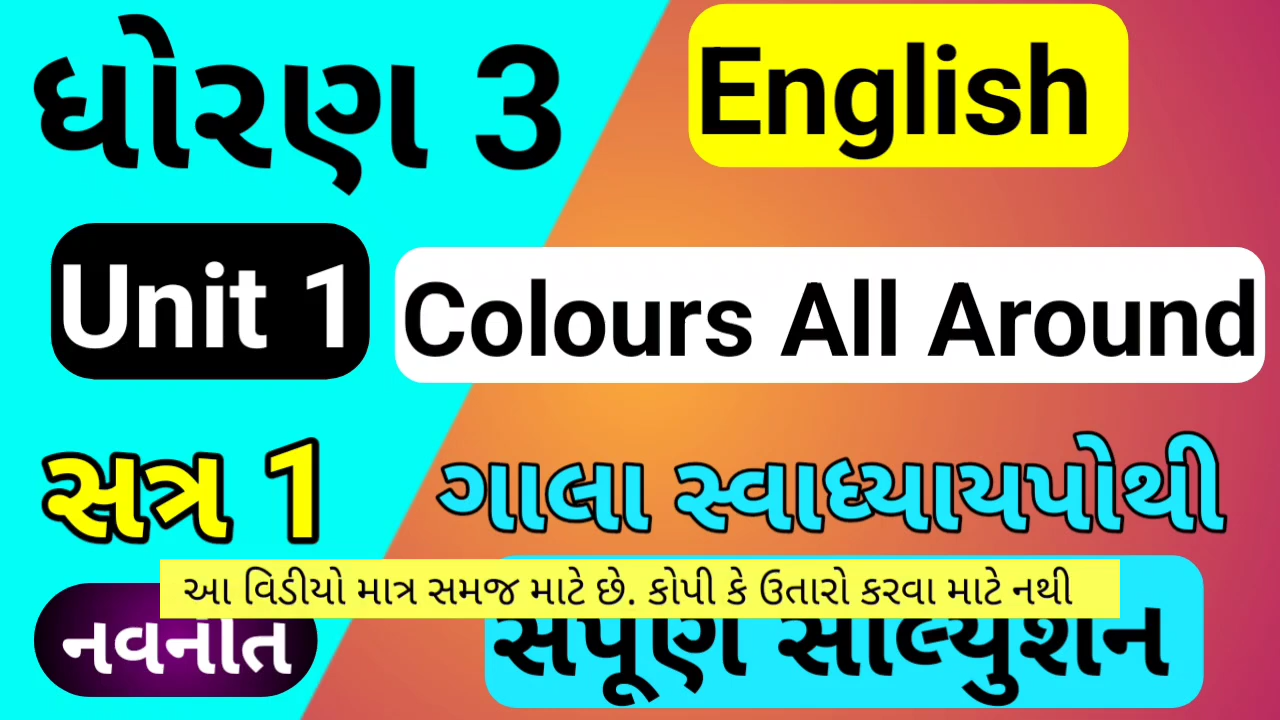 ધોરણ 3
English
Unit 1
Colours All Around
સત્ર 1
ગાલા સ્વાધ્યાયપોથી
આ વિડીયો માત્ર સમજ માટે છે. કોપી કે ઉતારો કરવા માટે નથી
નવનીત
સંપૂર્ણ સોલ્યુશન